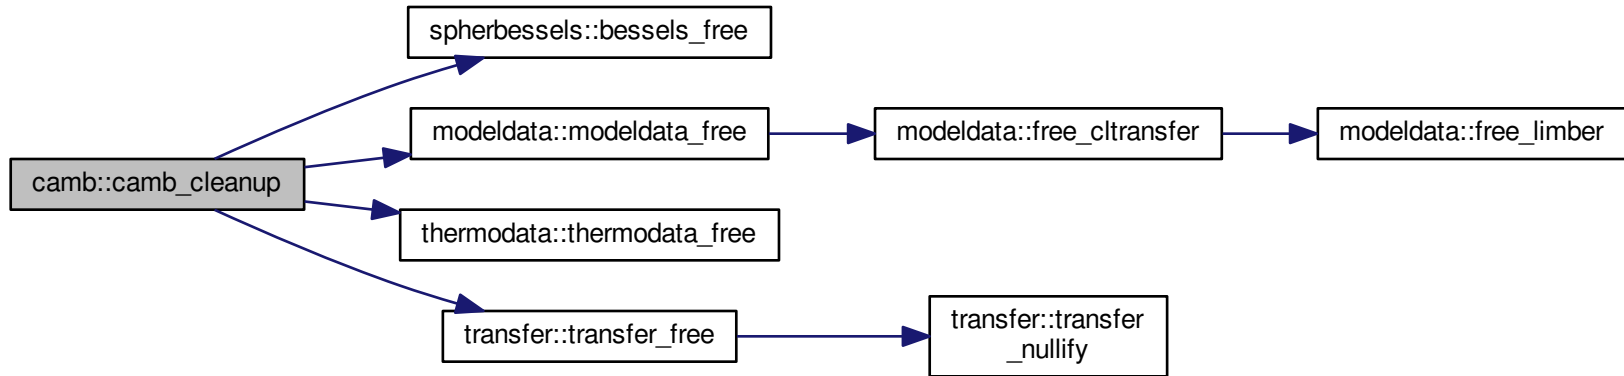 spherbessels::bessels_free
modeldata::modeldata_free
modeldata::free_cltransfer
modeldata::free_limber
camb::camb_cleanup
thermodata::thermodata_free
transfer::transfer_free
transfer::transfer
_nullify